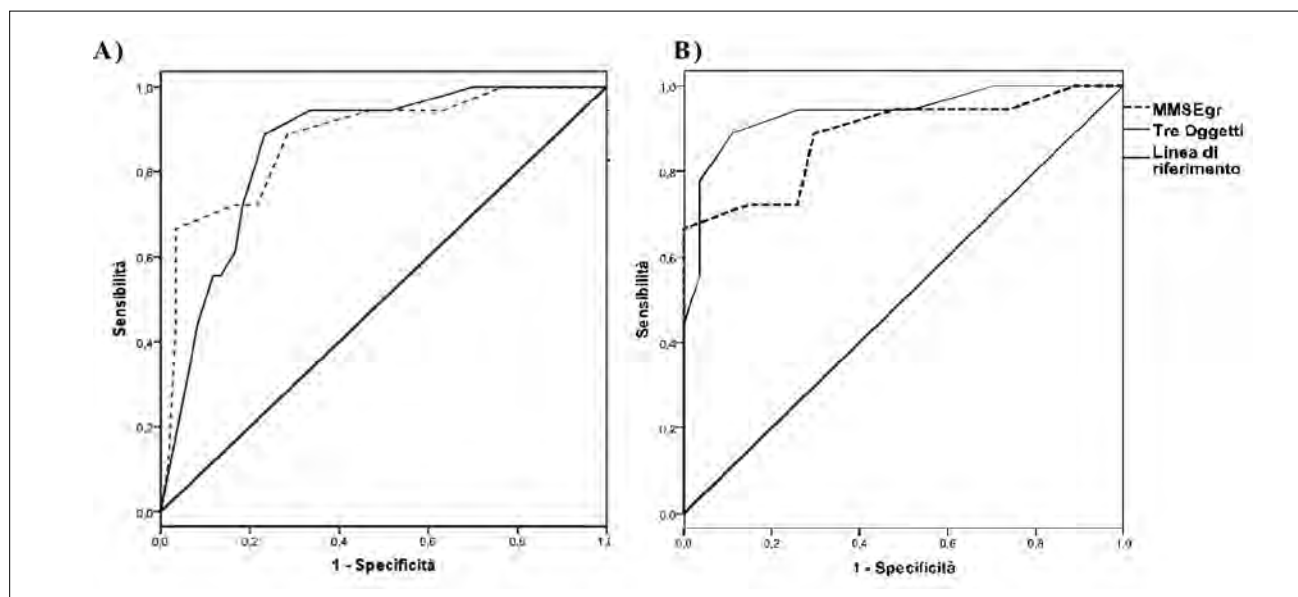 A)
1,0
0,8
0,6
0,4
0,2
0,0
Sensibilità
0,0
0,2
0,4
0,6
0,8
1,0
1 - Specificità
B)
1,0
0,8
0,6
0,4
0,2
0,0
Sensibilità
0,0
0,2
0,4
0,6
0,8
1,0
1 - Specificità
MMSEgr
Tre Oggetti
Linea di
riferimento